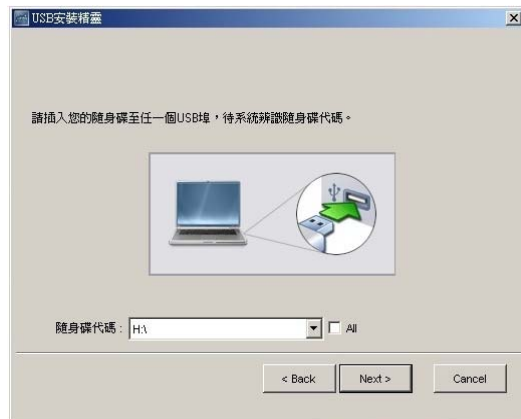 USB安裝精靈
請插入您的隨身碟至任一個USB埠，待系統辨識隨身碟代碼。
隨身碟代碼： H:\ All
< Back Next > Cancel